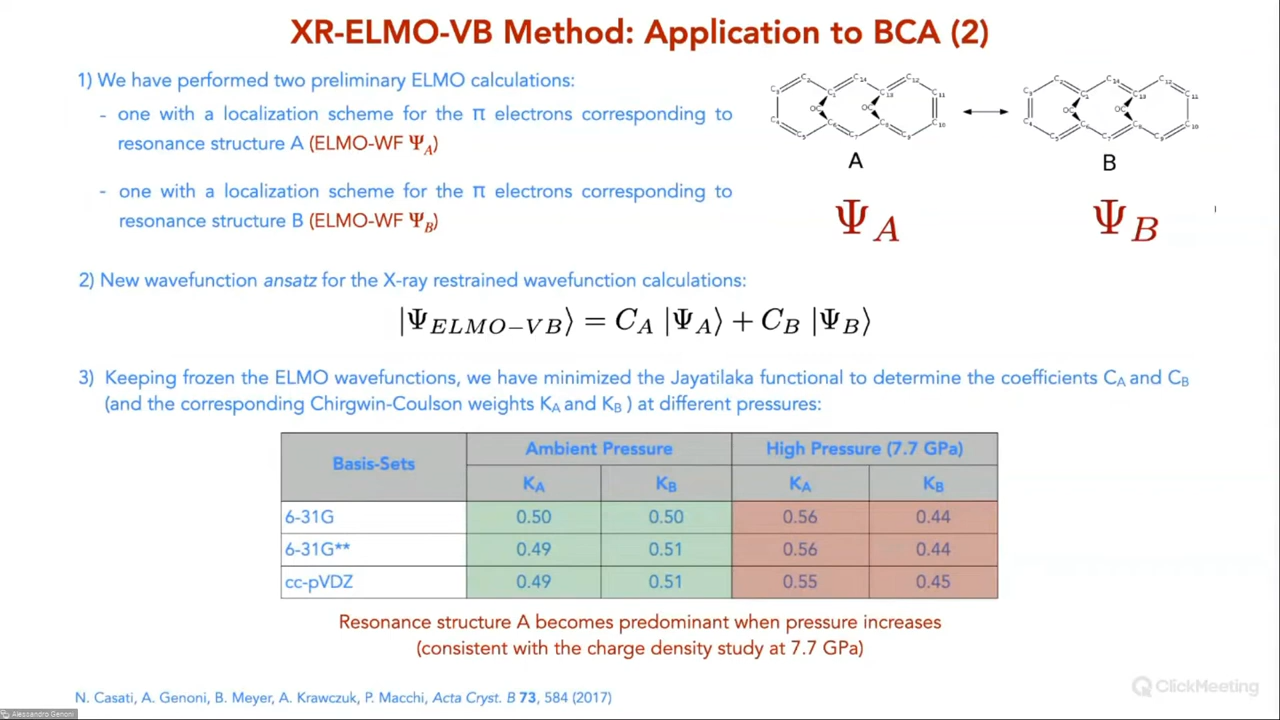 XR-ELMO-VB Method: Application to BCA (2)
1) We have performed two preliminary ELMO calculations:
- one with a localization scheme for the π electrons corresponding to
resonance structure A (ELMO-WF Ψ_A)
- one with a localization scheme for the π electrons corresponding to
resonance structure B (ELMO-WF Ψ_B)
A
B
Ψ_A
Ψ_B
2) New wavefunction ansatz for the X-ray restrained wavefunction calculations:
|Ψ_ELMO−VB⟩ = C_A |Ψ_A⟩ + C_B |Ψ_B⟩
3) Keeping frozen the ELMO wavefunctions, we have minimized the Jayatilaka functional to determine the coefficients C_A and C_B
(and the corresponding Chirgwin-Coulson weights K_A and K_B ) at different pressures:
Basis-Sets Ambient Pressure High Pressure (7.7 GPa)
K_A K_B K_A K_B
6-31G 0.50 0.50 0.56 0.44
6-31G** 0.49 0.51 0.56 0.44
cc-pVDZ 0.49 0.51 0.55 0.45
Resonance structure A becomes predominant when pressure increases
(consistent with the charge density study at 7.7 GPa)
N. Casati, A. Genoni, B. Meyer, A. Krawczuk, P. Macchi, Acta Cryst. B 73, 584 (2017)
ClickMeeting
Alessandro Genoni